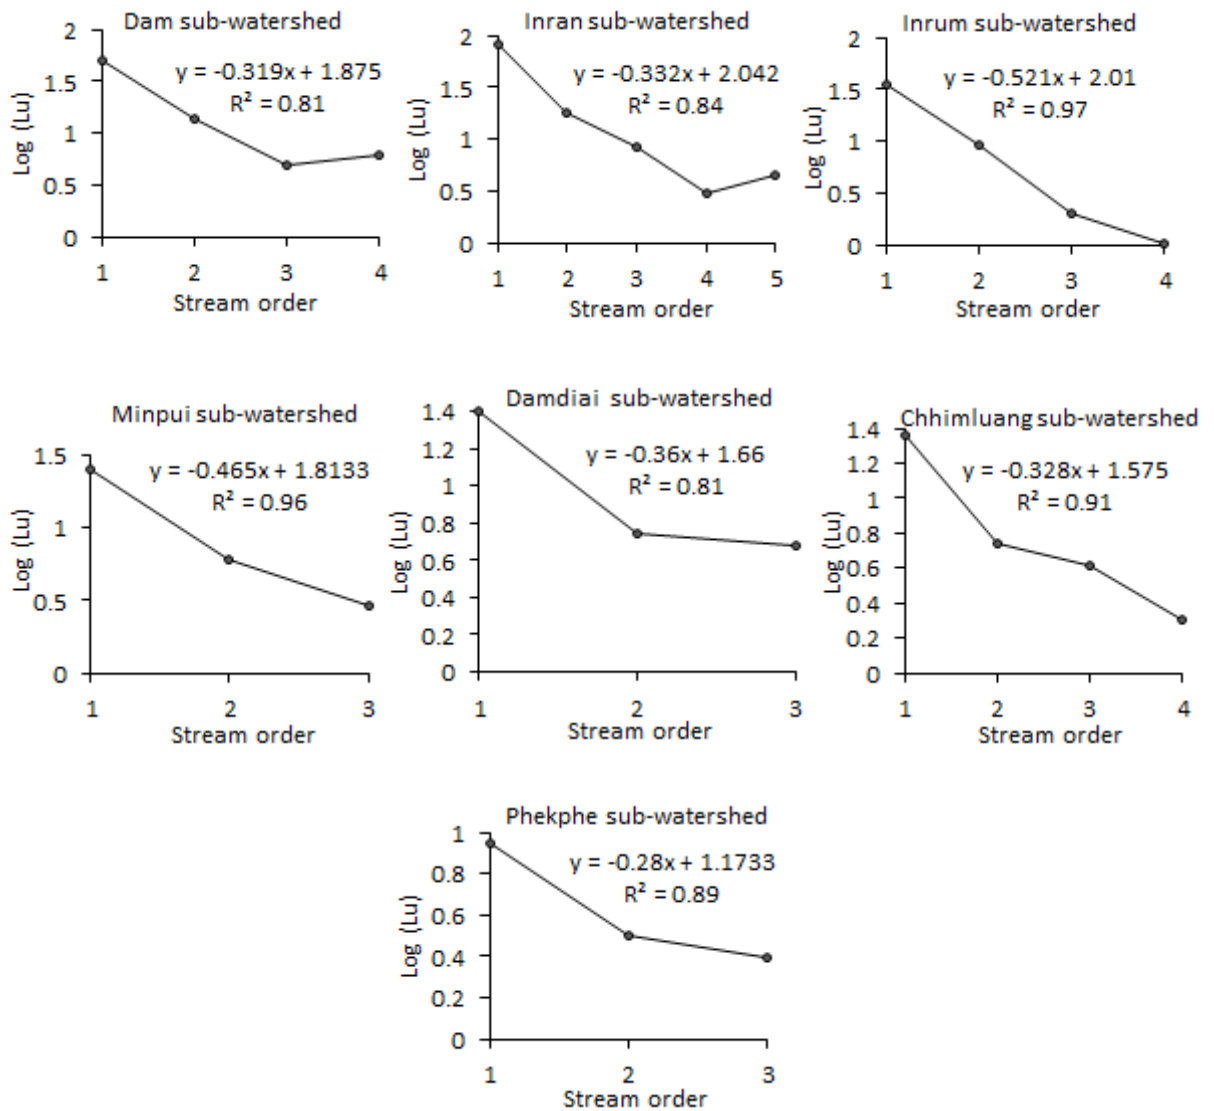 Dam sub-watershed
y = -0.319x + 1.875
R² = 0.81
Log (Lu)
2
1.5
1
0.5
0
1 2 3 4
Stream order
Inran sub-watershed
y = -0.332x + 2.042
R² = 0.84
Log (Lu)
2
1.5
1
0.5
0
1 2 3 4 5
Stream order
Inrum sub-watershed
y = -0.521x + 2.01
R² = 0.97
Log (Lu)
2
1.5
1
0.5
0
1 2 3 4
Stream order
Minpui sub-watershed
y = -0.465x + 1.8133
R² = 0.96
Log (Lu)
1.5
1
0.5
0
1 2 3
Stream order
Damdiai sub-watershed
y = -0.36x + 1.66
R² = 0.81
Log (Lu)
1.4
1.2
1
0.8
0.6
0.4
0.2
0
1 2 3
Stream order
Chhimluang sub-watershed
y = -0.328x + 1.575
R² = 0.91
Log (Lu)
1.4
1.2
1
0.8
0.6
0.4
0.2
0
1 2 3 4
Stream order
Phekphe sub-watershed
y = -0.28x + 1.1733
R² = 0.89
Log (Lu)
1
0.8
0.6
0.4
0.2
0
1 2 3
Stream order